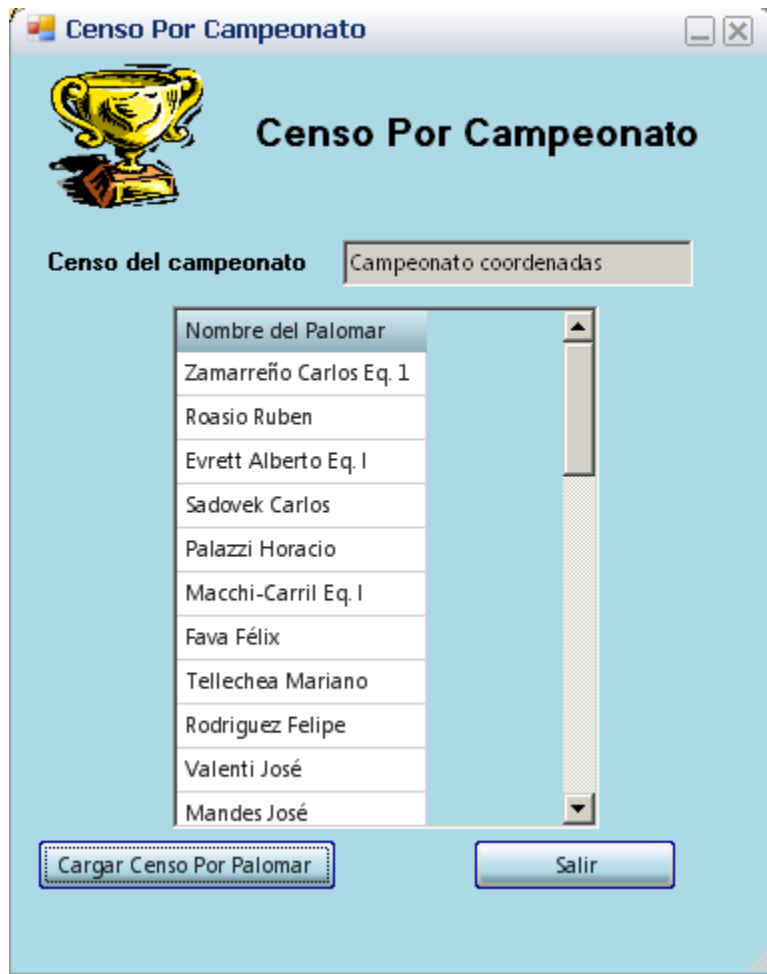 Censo Por Campeonato
Censo Por Campeonato
Censo del campeonato Campeonato coordenadas
Nombre del Palomar
Zamarreño Carlos Eq. 1
Roasio Ruben
Evrett Alberto Eq. I
Sadovek Carlos
Palazzi Horacio
Macchi-Carril Eq. I
Fava Félix
Tellechea Mariano
Rodriguez Felipe
Valenti José
Mandes José
Cargar Censo Por Palomar Salir